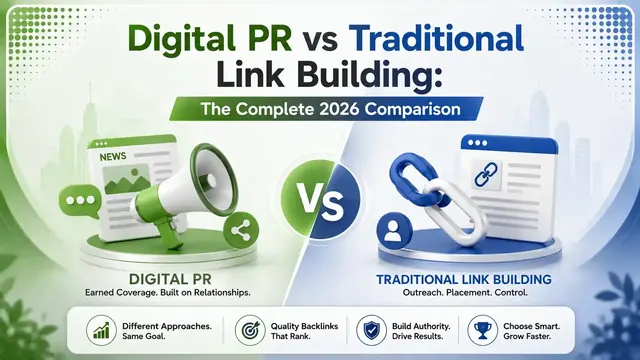 Digital PR vs Traditional
Link Building:
The Complete 2026 Comparison
NEWS
VS
DIGITAL PR
Earned Coverage. Built on Relationships.
TRADITIONAL LINK BUILDING
Outreach. Placement. Control.
Different Approaches.
Same Goal.
Quality Backlinks
That Rank.
Build Authority.
Drive Results.
Choose Smart.
Grow Faster.